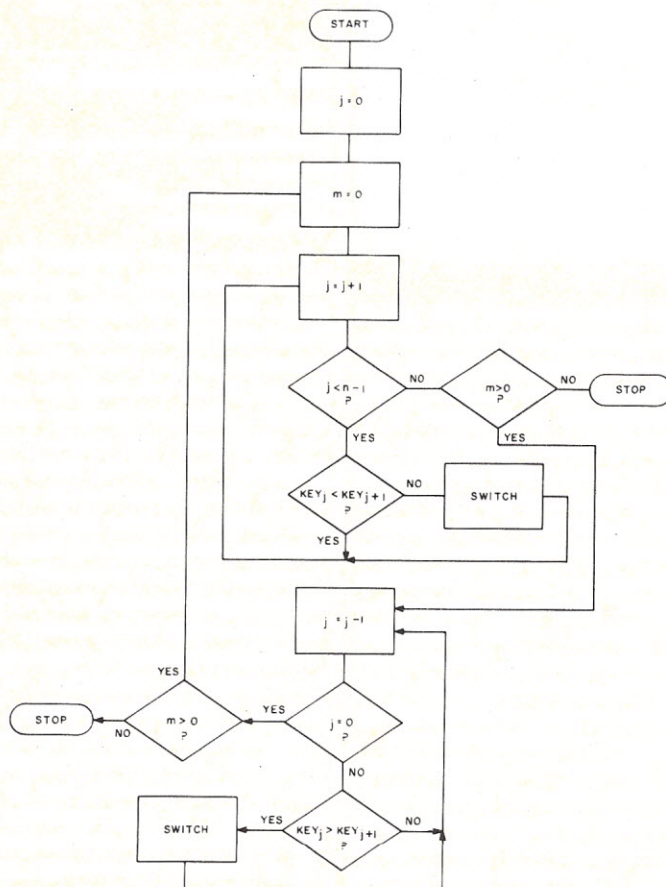 START
j = 0
m = 0
j = j + 1
j < n - 1
?
NO
m > 0
?
NO
STOP
YES
YES
KEYj < KEYj+1
?
NO
SWITCH
YES
j = j - 1
YES
STOP
NO
m > 0
?
YES
j = 0
?
NO
SWITCH
YES
KEYj > KEYj+1
?
NO